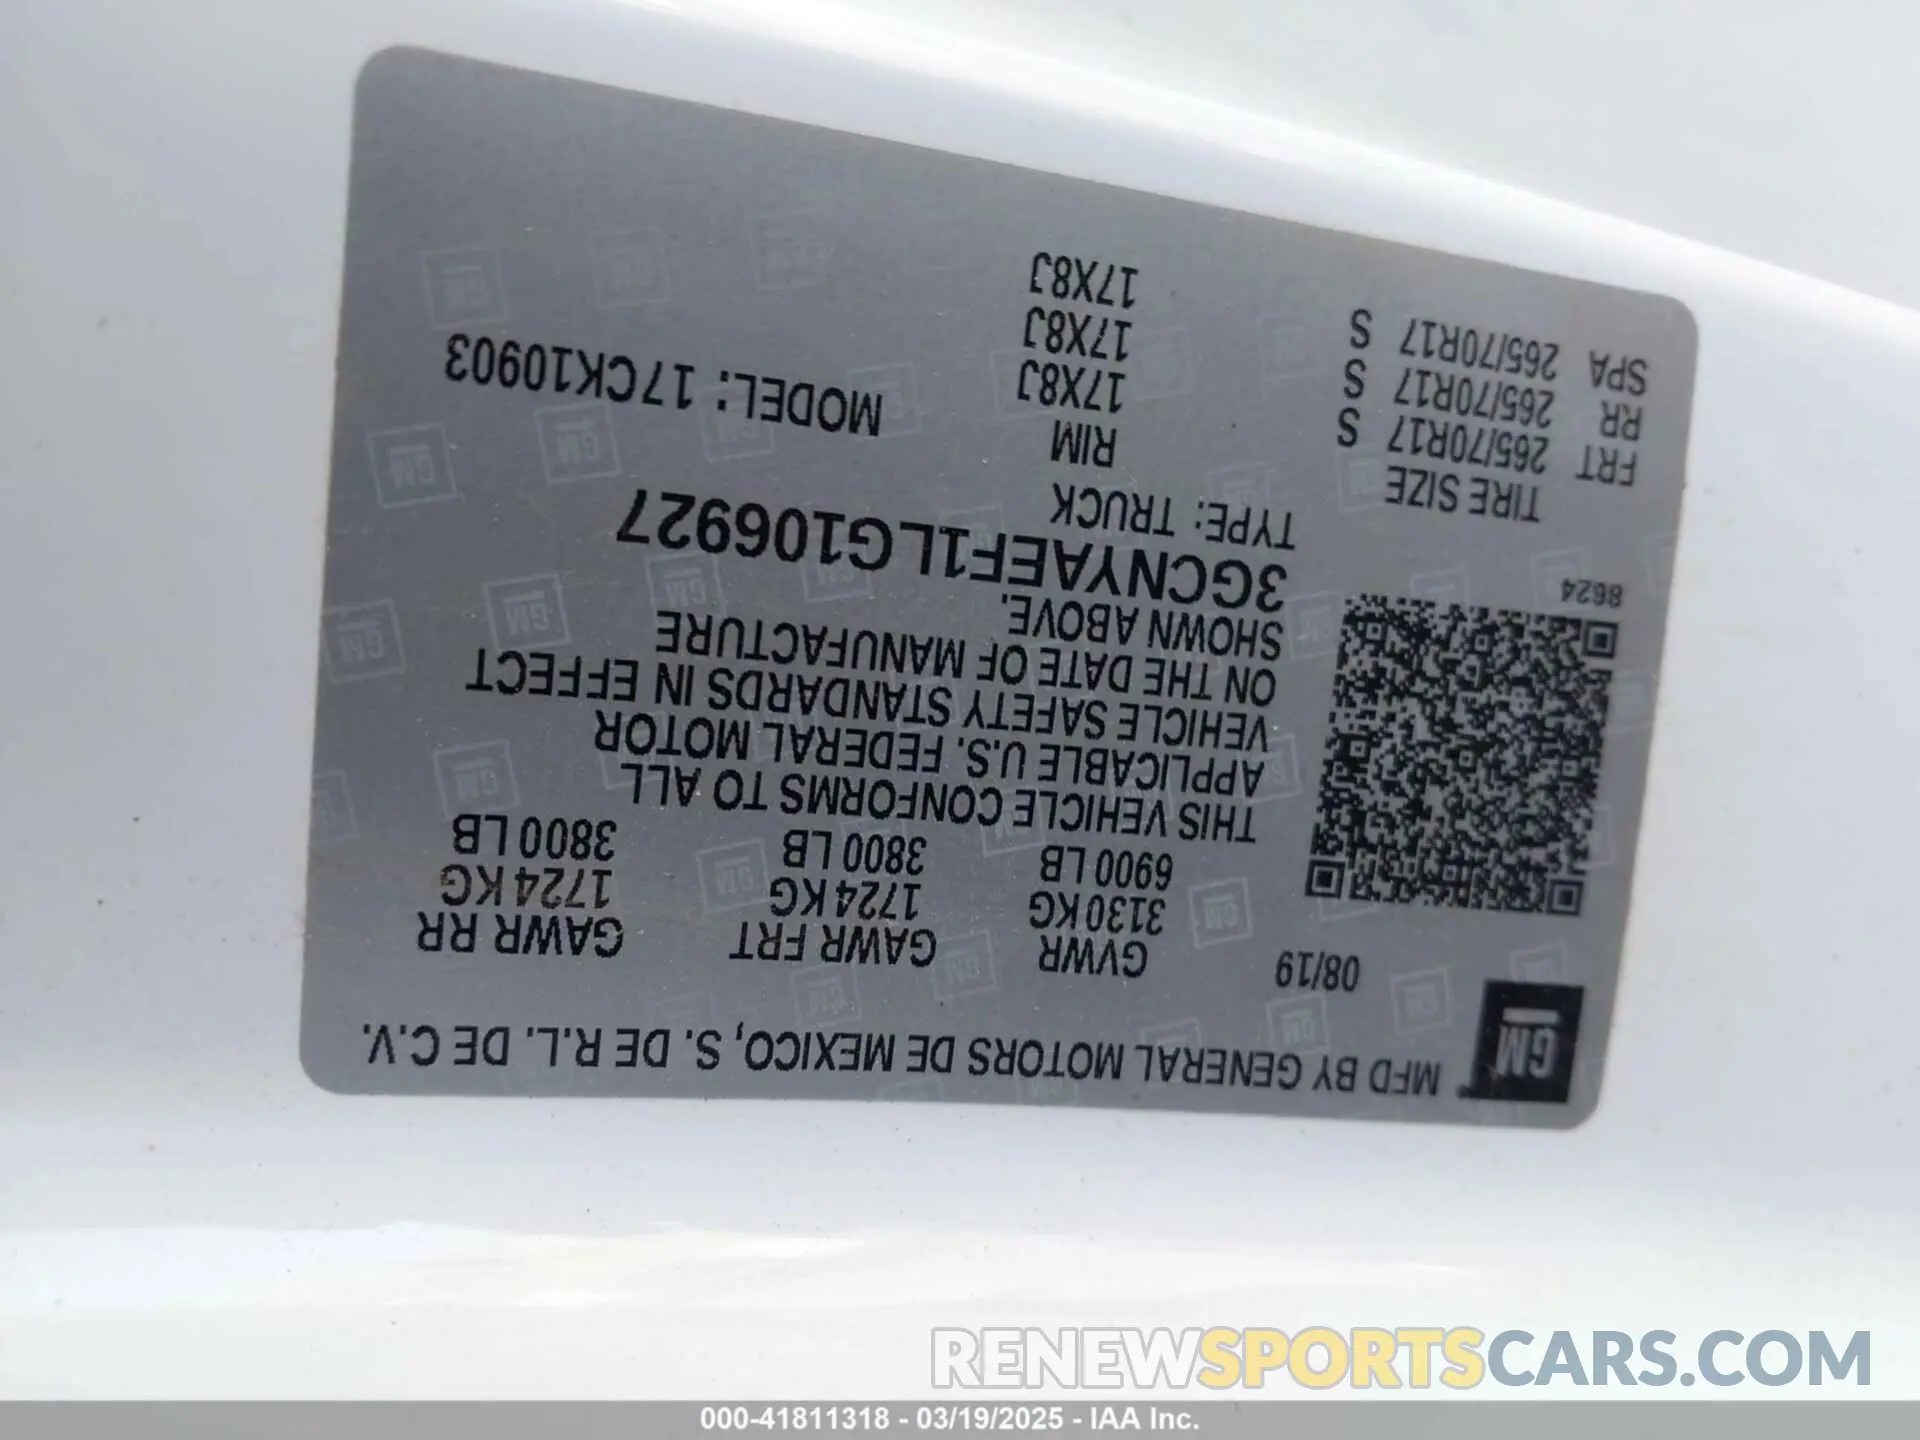 GM
MFD BY GENERAL MOTORS DE MEXICO, S. DE R.L. DE C.V.
08/19
GVWR GAWR FRT GAWR RR
3130 KG 1724 KG 1724 KG
6900 LB 3800 LB 3800 LB
THIS VEHICLE CONFORMS TO ALL
APPLICABLE U.S. FEDERAL MOTOR
VEHICLE SAFETY STANDARDS IN EFFECT
ON THE DATE OF MANUFACTURE
SHOWN ABOVE.
8624
3GCNYAEF1LG106927
TYPE: TRUCK
MODEL: 17CK10903
TIRE SIZE RIM
FRT 265/70R17 S 17X8J
RR 265/70R17 S 17X8J
SPA 265/70R17 S 17X8J
RENEWSPORTSCARS.COM
000-41811318 - 03/19/2025 - IAA Inc.